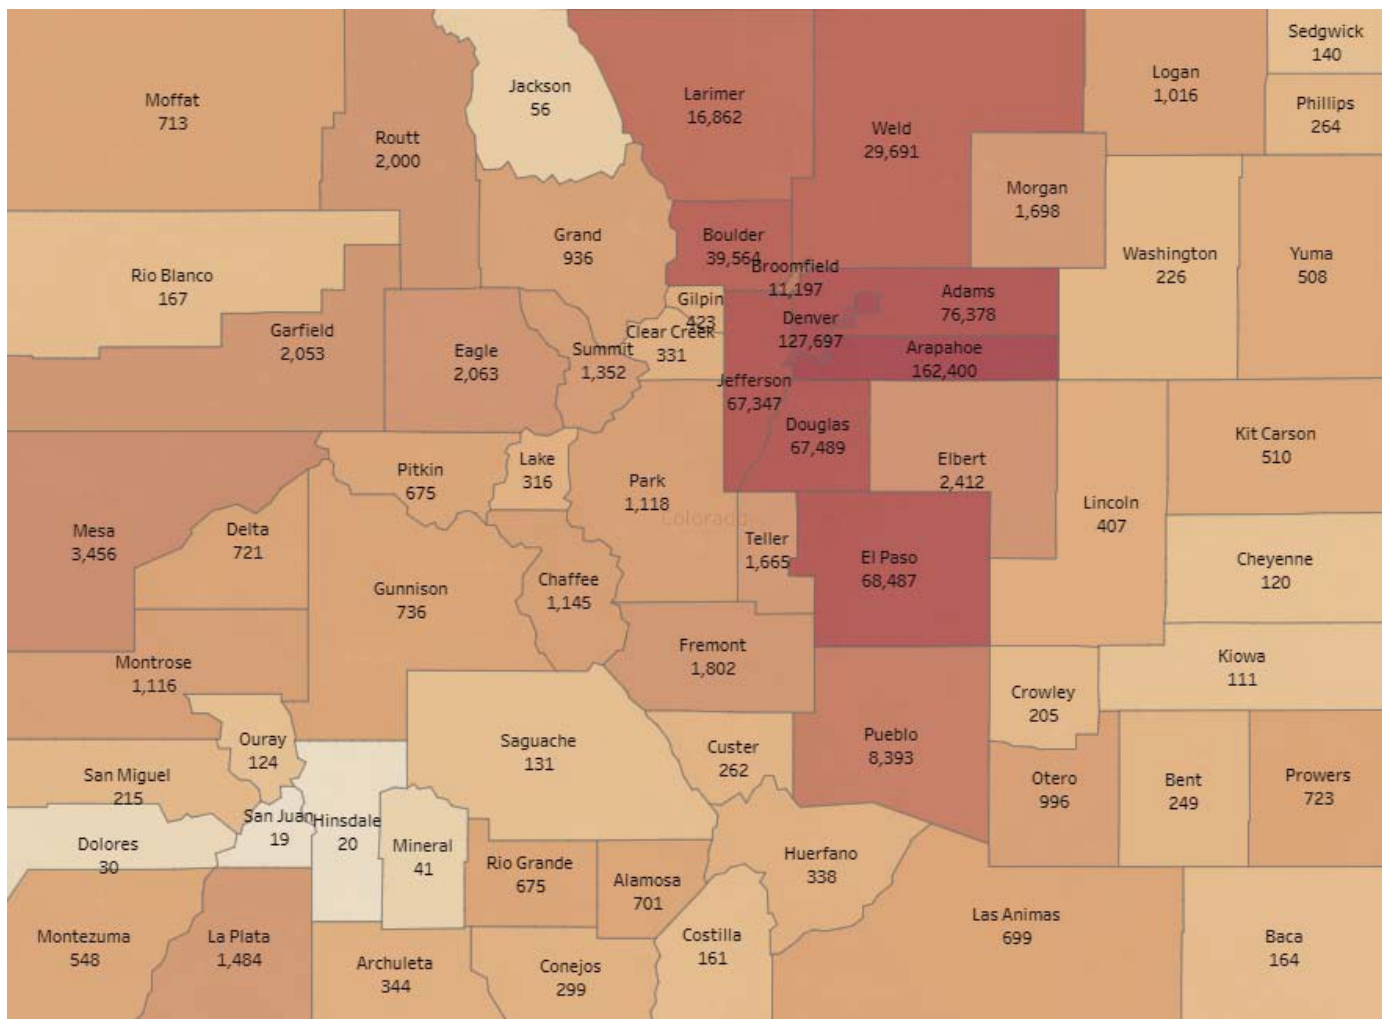 Sedgwick
140
Moffat
713
Jackson
56
Larimer
16,862
Logan
1,016
Phillips
264
Routt
2,000
Weld
29,691
Morgan
1,698
Grand
936
Boulder
39,564
Washington
226
Yuma
508
Rio Blanco
167
Broomfield
11,197
Gilpin
423
Adams
76,378
Garfield
2,053
Eagle
2,063
Summit
1,352
Clear Creek
331
Denver
127,697
Arapahoe
162,400
Jefferson
67,347
Douglas
67,489
Kit Carson
510
Pitkin
675
Lake
316
Park
1,118
Elbert
2,412
Colorado
Mesa
3,456
Delta
721
Lincoln
407
Teller
1,665
El Paso
68,487
Cheyenne
120
Gunnison
736
Chaffee
1,145
Fremont
1,802
Montrose
1,116
Kiowa
111
Crowley
205
Ouray
124
Saguache
131
Custer
262
Pueblo
8,393
San Miguel
215
Otero
996
Bent
249
Prowers
723
San Juan
19
Hinsdale
20
Dolores
30
Mineral
41
Rio Grande
675
Alamosa
701
Huerfano
338
Las Animas
699
Montezuma
548
La Plata
1,484
Archuleta
344
Conejos
299
Costilla
161
Baca
164